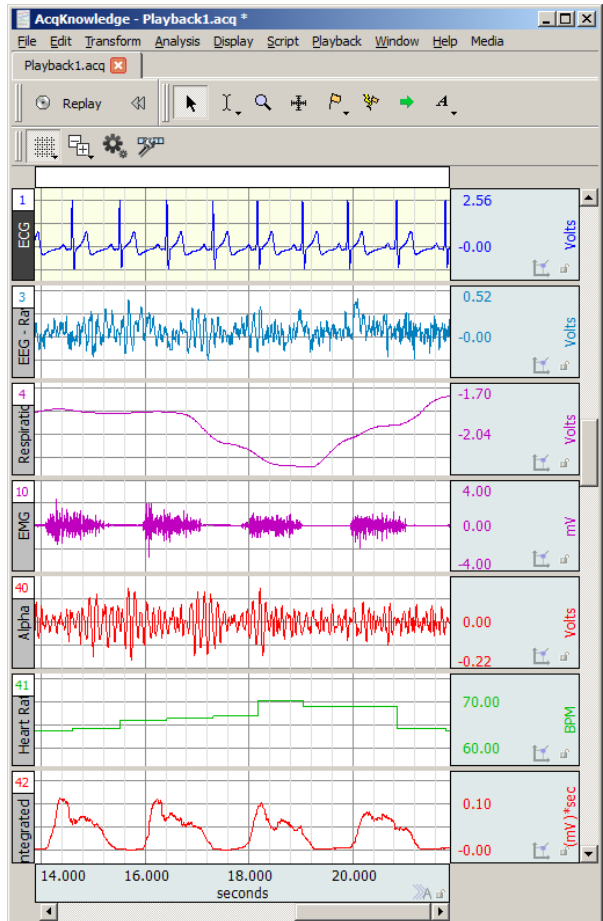 AcqKnowledge - Playback1.acq *
File Edit Transform Analysis Display Script Playback Window Help Media
Playback1.acq
Replay
1
ECG
2.56
-0.00
Volts
3
EEG - Ra
0.52
-0.00
Volts
4
Respiratic
-1.70
-2.04
Volts
10
EMG
4.00
0.00
-4.00
mV
40
Alpha
0.00
-0.22
Volts
41
Heart Rat
70.00
60.00
BPM
42
ntegrated
0.10
-0.00
(mV )*sec
14.000 16.000 18.000 20.000
seconds